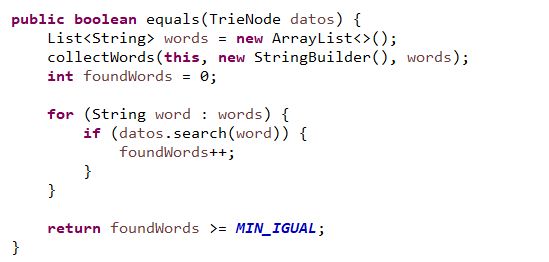 public boolean equals(TrieNode datos) {
    List<String> words = new ArrayList<>();
    collectWords(this, new StringBuilder(), words);
    int foundWords = 0;

    for (String word : words) {
        if (datos.search(word)) {
            foundWords++;
        }
    }

    return foundWords >= MIN_IGUAL;
}